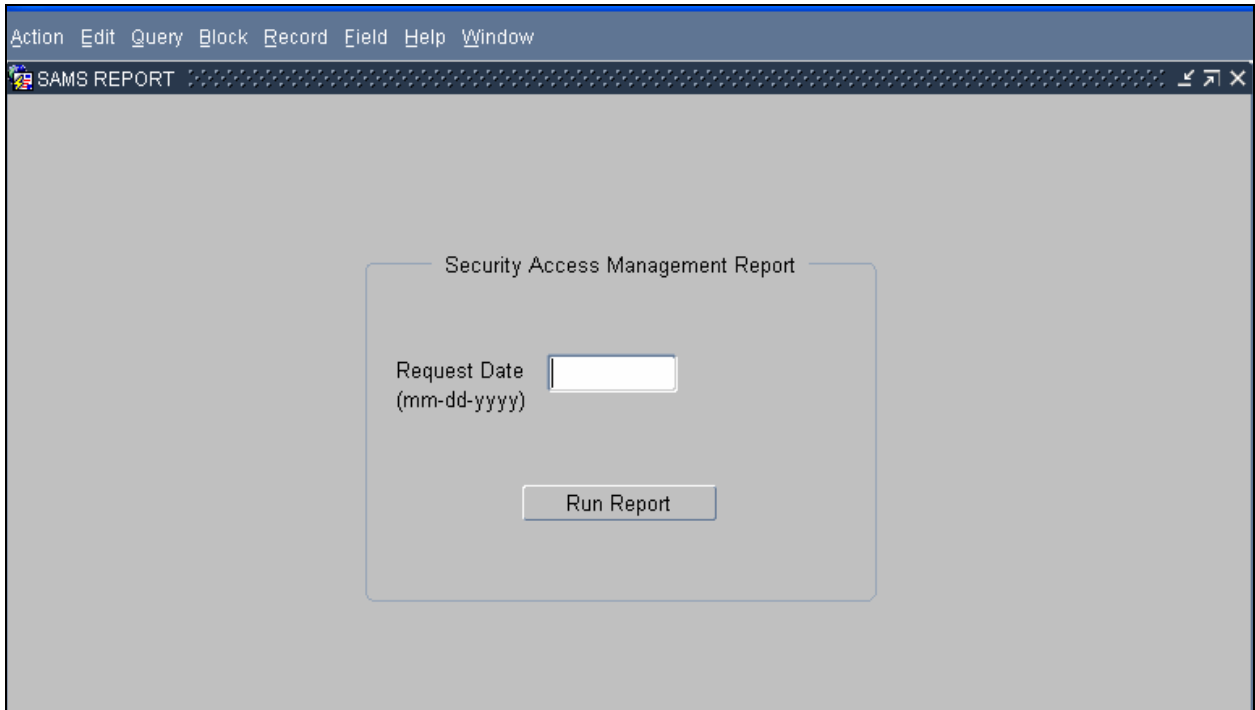 Action Edit Query Block Record Field Help Window
SAMS REPORT
Security Access Management Report
Request Date
(mm-dd-yyyy)
Run Report